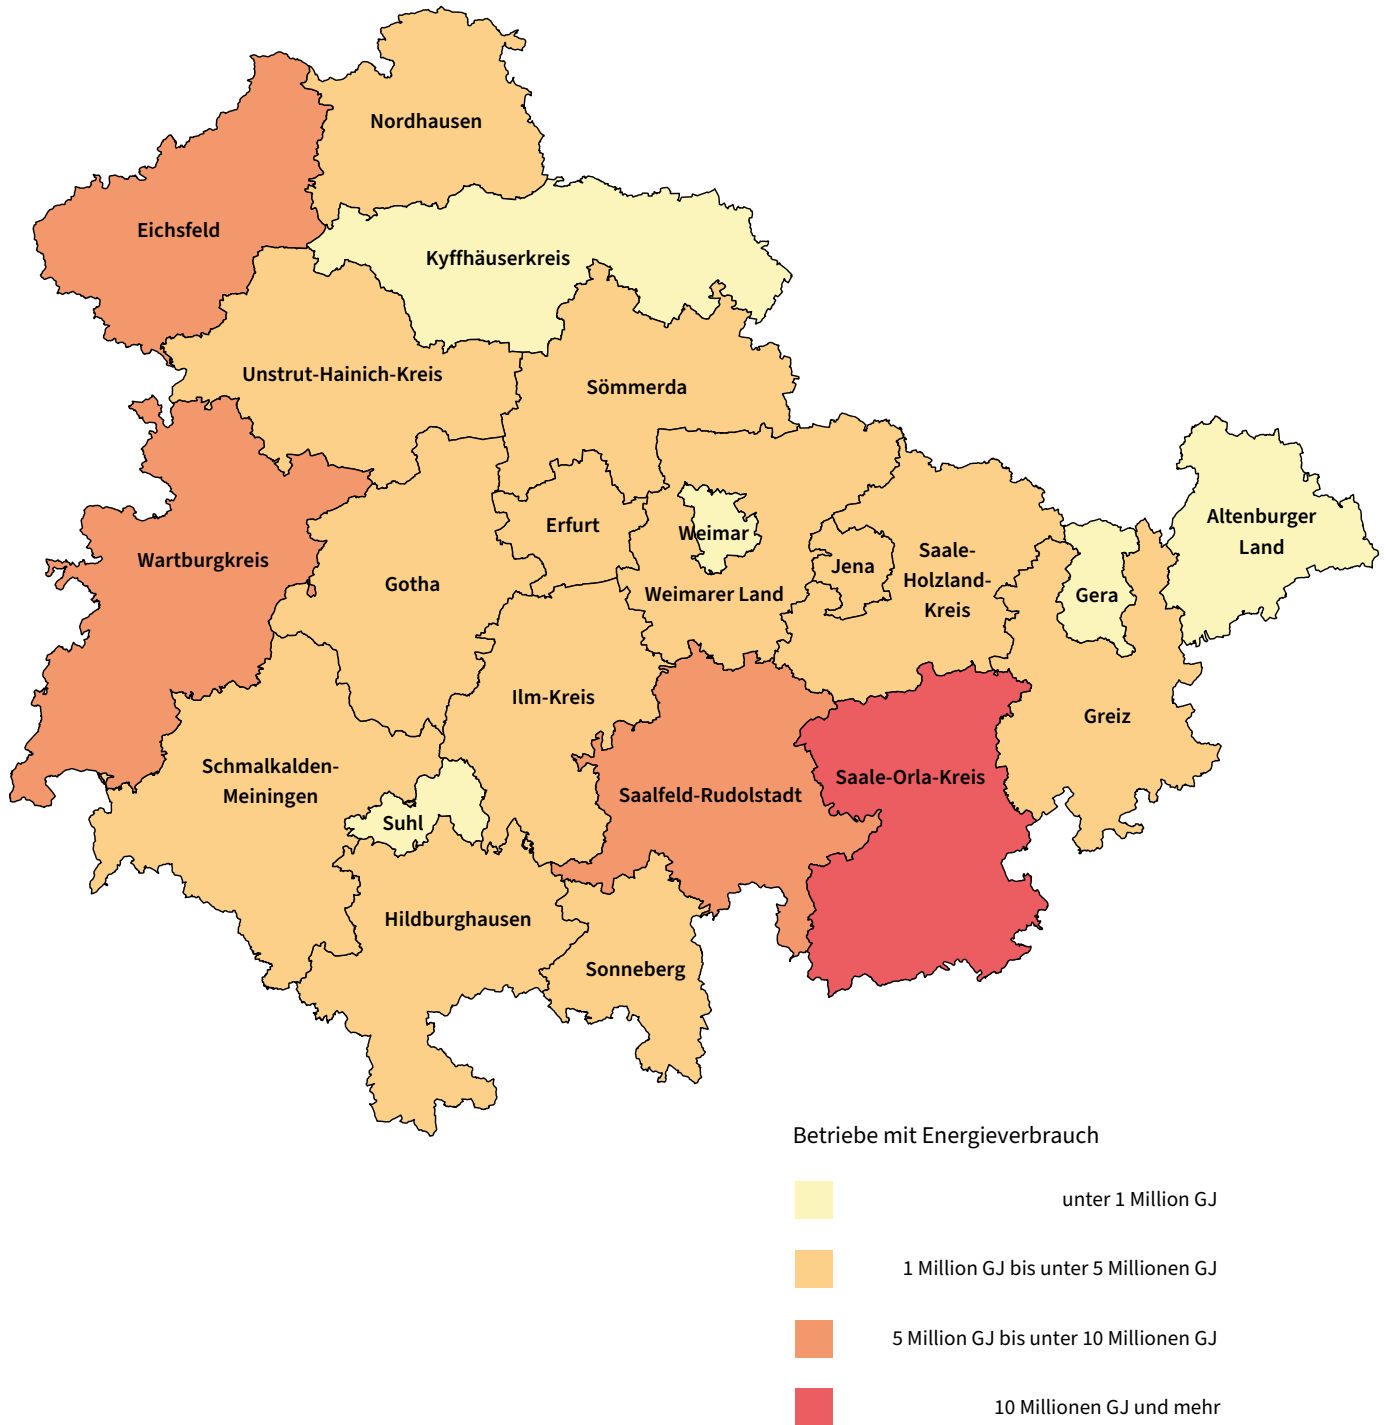 Nordhausen
Eichsfeld
Kyffhäuserkreis
Unstrut-Hainich-Kreis
Sömmerda
Altenburger
Land
Erfurt
Weimar
Wartburgkreis
Gotha
Jena
Saale-
Holzland-
Kreis
Weimarer Land
Gera
Ilm-Kreis
Greiz
Schmalkalden-
Meiningen
Saale-Orla-Kreis
Saalfeld-Rudolstadt
Suhl
Hildburghausen
Sonneberg
Betriebe mit Energieverbrauch
unter 1 Million GJ
1 Million GJ bis unter 5 Millionen GJ
5 Million GJ bis unter 10 Millionen GJ
10 Millionen GJ und mehr